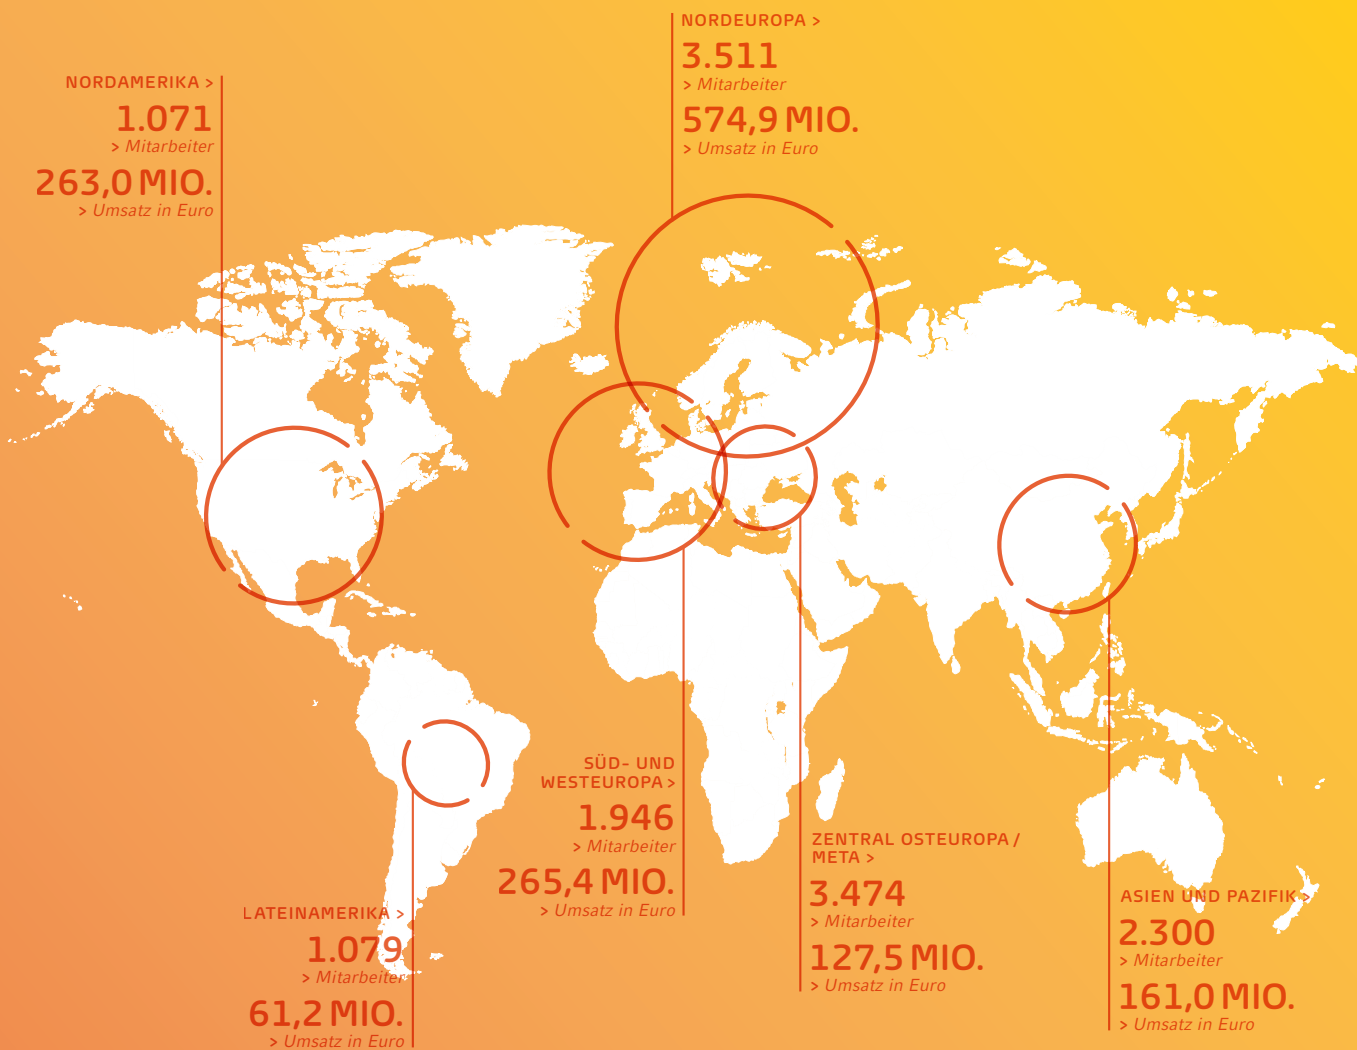 NORDEUROPA >
3.511
> Mitarbeiter
574,9 MIO.
> Umsatz in Euro
NORDAMERIKA >
1.071
> Mitarbeiter
263,0 MIO.
> Umsatz in Euro
SÜD- UND
WESTEUROPA >
1.946
> Mitarbeiter
265,4 MIO.
> Umsatz in Euro
ZENTRAL OSTEUROPA /
META >
3.474
> Mitarbeiter
127,5 MIO.
> Umsatz in Euro
ASIEN UND PAZIFIK >
2.300
> Mitarbeiter
161,0 MIO.
> Umsatz in Euro
LATEINAMERIKA >
1.079
> Mitarbeiter
61,2 MIO.
> Umsatz in Euro